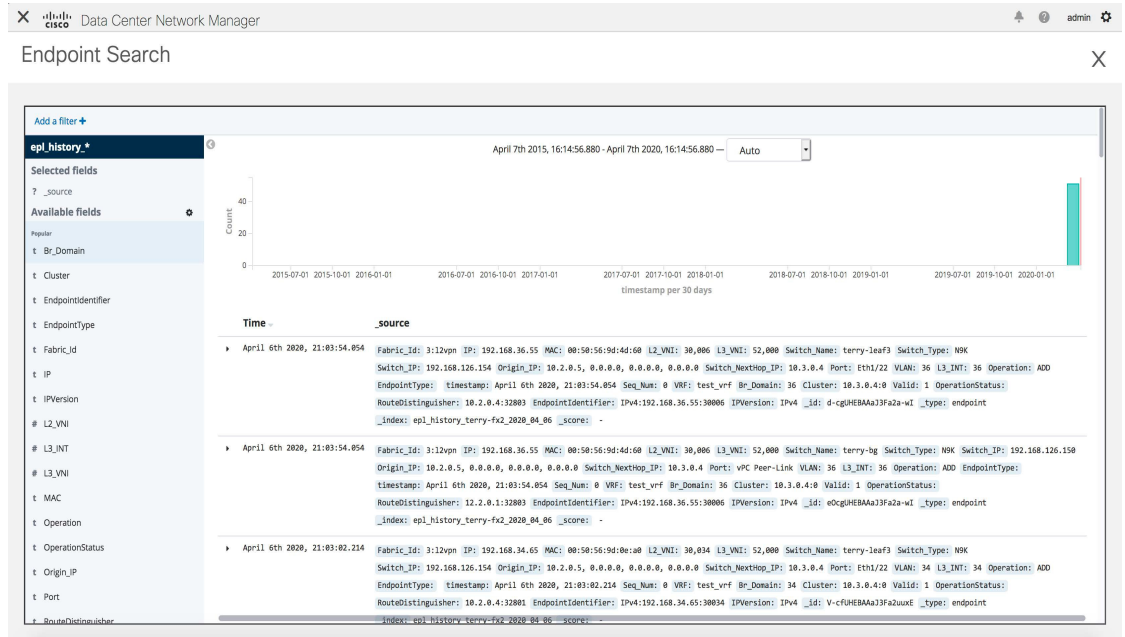 X cisco Data Center Network Manager admin
Endpoint Search X
Add a filter +
epl_history_*
Selected fields
? _source
Available fields
Popular
t Br_Domain
t Cluster
t EndpointIdentifier
t EndpointType
t Fabric_Id
t IP
t IPVersion
# L2_VNI
# L3_INT
# L3_VNI
t MAC
t Operation
t OperationStatus
t Origin_IP
t Port
t RouteDistinguisher
April 7th 2015, 16:14:56.880 - April 7th 2020, 16:14:56.880 — Auto
Count
40
20
0
2015-07-01 2015-10-01 2016-01-01 2016-07-01 2016-10-01 2017-01-01 2017-07-01 2017-10-01 2018-01-01 2018-07-01 2018-10-01 2019-01-01 2019-07-01 2019-10-01 2020-01-01
timestamp per 30 days
Time _source
April 6th 2020, 21:03:54.054 Fabric_Id: 3:l2vpn IP: 192.168.36.55 MAC: 00:50:56:9d:4d:60 L2_VNI: 30,006 L3_VNI: 52,000 Switch_Name: terry-leaf3 Switch_Type: N9K
Switch_IP: 192.168.126.154 Origin_IP: 10.2.0.5, 0.0.0.0, 0.0.0.0, 0.0.0.0 Switch_NextHop_IP: 10.3.0.4 Port: Eth1/22 VLAN: 36 L3_INT: 36 Operation: ADD
EndpointType: timestamp: April 6th 2020, 21:03:54.054 Seq_Num: 0 VRF: test_vrf Br_Domain: 36 Cluster: 10.3.0.4:0 Valid: 1 OperationStatus:
RouteDistinguisher: 10.2.0.4:32803 EndpointIdentifier: IPv4:192.168.36.55:30006 IPVersion: IPv4 _id: d-cgUHEBAAaJ3Fa2a-wI _type: endpoint
_index: epl_history_terry-fx2_2020_04_06 _score: -
April 6th 2020, 21:03:54.054 Fabric_Id: 3:l2vpn IP: 192.168.36.55 MAC: 00:50:56:9d:4d:60 L2_VNI: 30,006 L3_VNI: 52,000 Switch_Name: terry-bg Switch_Type: N9K Switch_IP: 192.168.126.150
Origin_IP: 10.2.0.5, 0.0.0.0, 0.0.0.0, 0.0.0.0 Switch_NextHop_IP: 10.3.0.4 Port: vPC Peer-Link VLAN: 36 L3_INT: 36 Operation: ADD EndpointType:
timestamp: April 6th 2020, 21:03:54.054 Seq_Num: 0 VRF: test_vrf Br_Domain: 36 Cluster: 10.3.0.4:0 Valid: 1 OperationStatus:
RouteDistinguisher: 12.2.0.1:32803 EndpointIdentifier: IPv4:192.168.36.55:30006 IPVersion: IPv4 _id: eOcgUHEBAAaJ3Fa2a-wI _type: endpoint
_index: epl_history_terry-fx2_2020_04_06 _score: -
April 6th 2020, 21:03:02.214 Fabric_Id: 3:l2vpn IP: 192.168.34.65 MAC: 00:50:56:9d:0e:a0 L2_VNI: 30,034 L3_VNI: 52,000 Switch_Name: terry-leaf3 Switch_Type: N9K
Switch_IP: 192.168.126.154 Origin_IP: 10.2.0.5, 0.0.0.0, 0.0.0.0, 0.0.0.0 Switch_NextHop_IP: 10.3.0.4 Port: Eth1/22 VLAN: 34 L3_INT: 34 Operation: ADD
EndpointType: timestamp: April 6th 2020, 21:03:02.214 Seq_Num: 0 VRF: test_vrf Br_Domain: 34 Cluster: 10.3.0.4:0 Valid: 1 OperationStatus:
RouteDistinguisher: 10.2.0.4:32801 EndpointIdentifier: IPv4:192.168.34.65:30034 IPVersion: IPv4 _id: V-cfUHEBAAaJ3Fa2uuxE _type: endpoint
_index: epl_history_terry-fx2_2020_04_06 _score: -